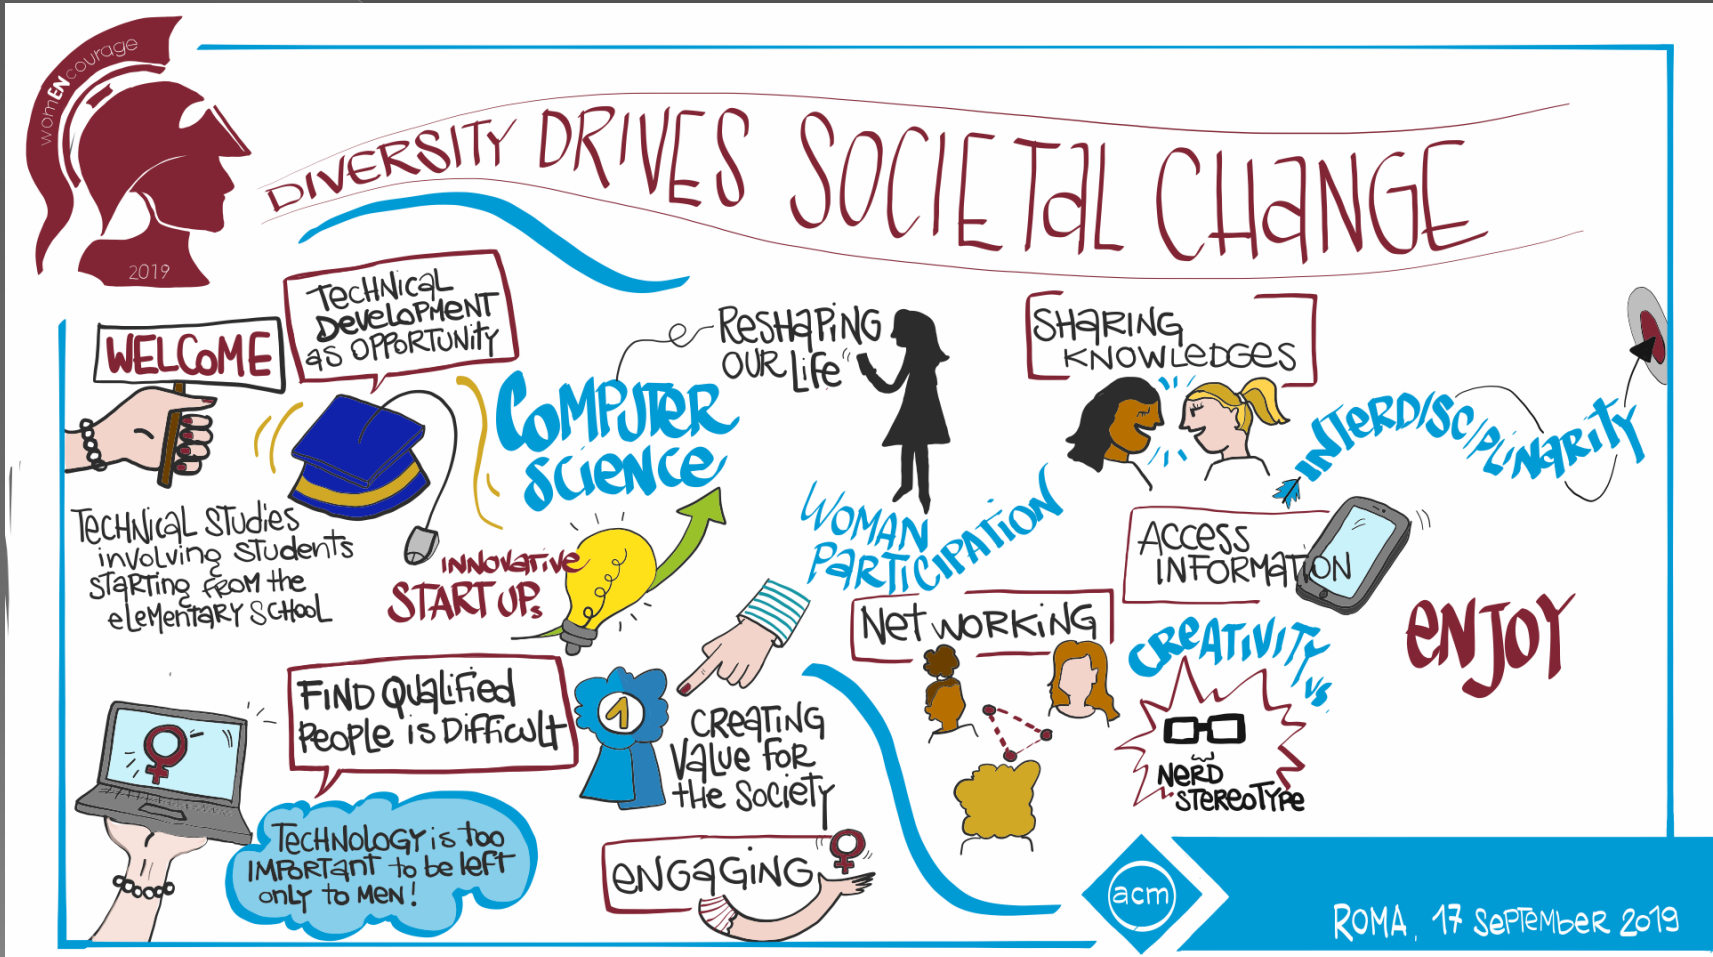 womENcourage
2019
DIVERSITY DRIVES SOCIETAL CHANGE
WELCOME
TECHNICAL
DEVELOPMENT
AS OPPORTUNITY
COMPUTER
SCIENCE
RESHAPING
OUR LIFE
SHARING
KNOWLEDGES
INTERDISCIPLINARITY
TECHNICAL STUDIES
involving STUDENTS
STARTING FROM the
eLeMENTARY SCHOOL
INNOVATIVE
START UPs
WOMAN
PARTICIPATION
ACCESS
INFORMATION
NETWORKING
CREATIVITY
VS
NERD
STEREOTYPE
ENJOY
FIND QUALIFIED
PEOPLE is DIFFICULT
1
CREATING
VALUE FOR
tHe SOCIETY
TECHNOLOGY is too
IMPORTANT to be left
only to MEN!
ENGAGING
acm
ROMA, 17 SEPTEMBER 2019